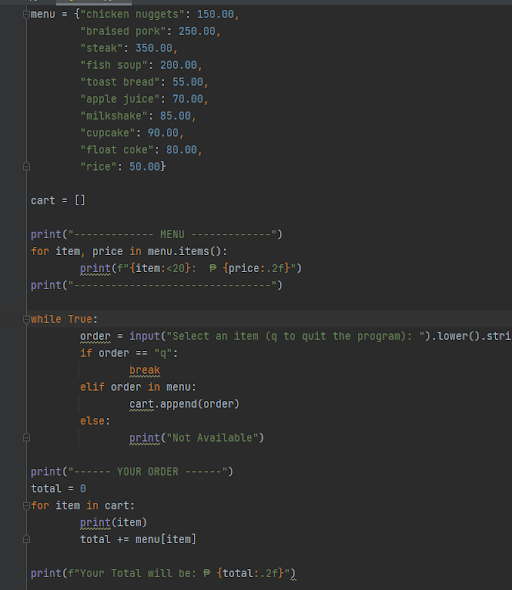 menu = {"chicken nuggets": 150.00,
        "braised pork": 250.00,
        "steak": 350.00,
        "fish soup": 200.00,
        "toast bread": 55.00,
        "apple juice": 70.00,
        "milkshake": 85.00,
        "cupcake": 90.00,
        "float coke": 80.00,
        "rice": 50.00}
cart = []
print("------------- MENU -------------")
for item, price in menu.items():
        print(f"{item:<20}:  ₱ {price:.2f}")
print("--------------------------------")
while True:
        order = input("Select an item (q to quit the program): ").lower().stri
        if order == "q":
                break
        elif order in menu:
                cart.append(order)
        else:
                print("Not Available")
print("------ YOUR ORDER ------")
total = 0
for item in cart:
        print(item)
        total += menu[item]
print(f"Your Total will be: ₱ {total:.2f}")